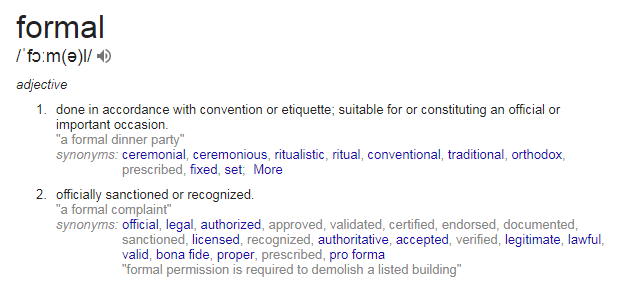 formal
/ˈfɔːm(ə)l/
adjective
1. done in accordance with convention or etiquette; suitable for or constituting an official or
important occasion.
"a formal dinner party"
synonyms: ceremonial, ceremonious, ritualistic, ritual, conventional, traditional, orthodox,
prescribed, fixed, set; More
2. officially sanctioned or recognized.
"a formal complaint"
synonyms: official, legal, authorized, approved, validated, certified, endorsed, documented,
sanctioned, licensed, recognized, authoritative, accepted, verified, legitimate, lawful,
valid, bona fide, proper, prescribed, pro forma
"formal permission is required to demolish a listed building"